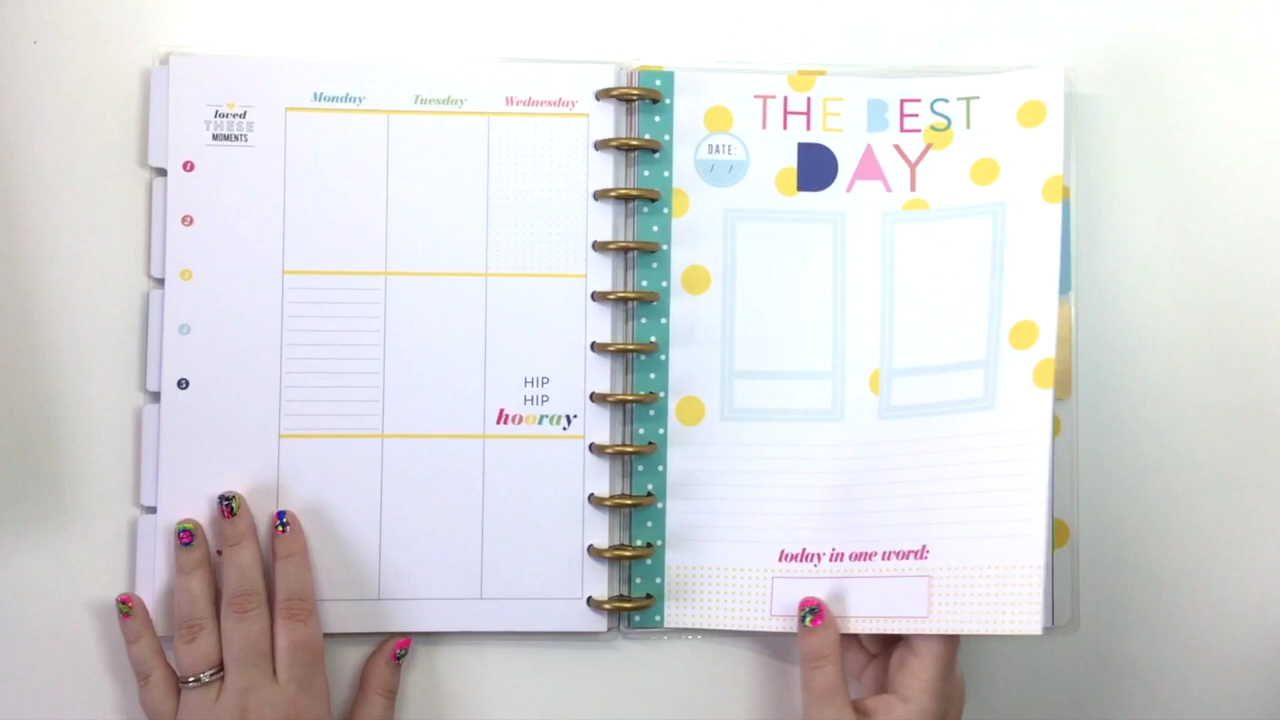 loved
THESE
MOMENTS
1
2
3
4
5
Monday Tuesday Wednesday
HIP
HIP
hooray
THE BEST
DAY
DATE:
/ /
today in one word: